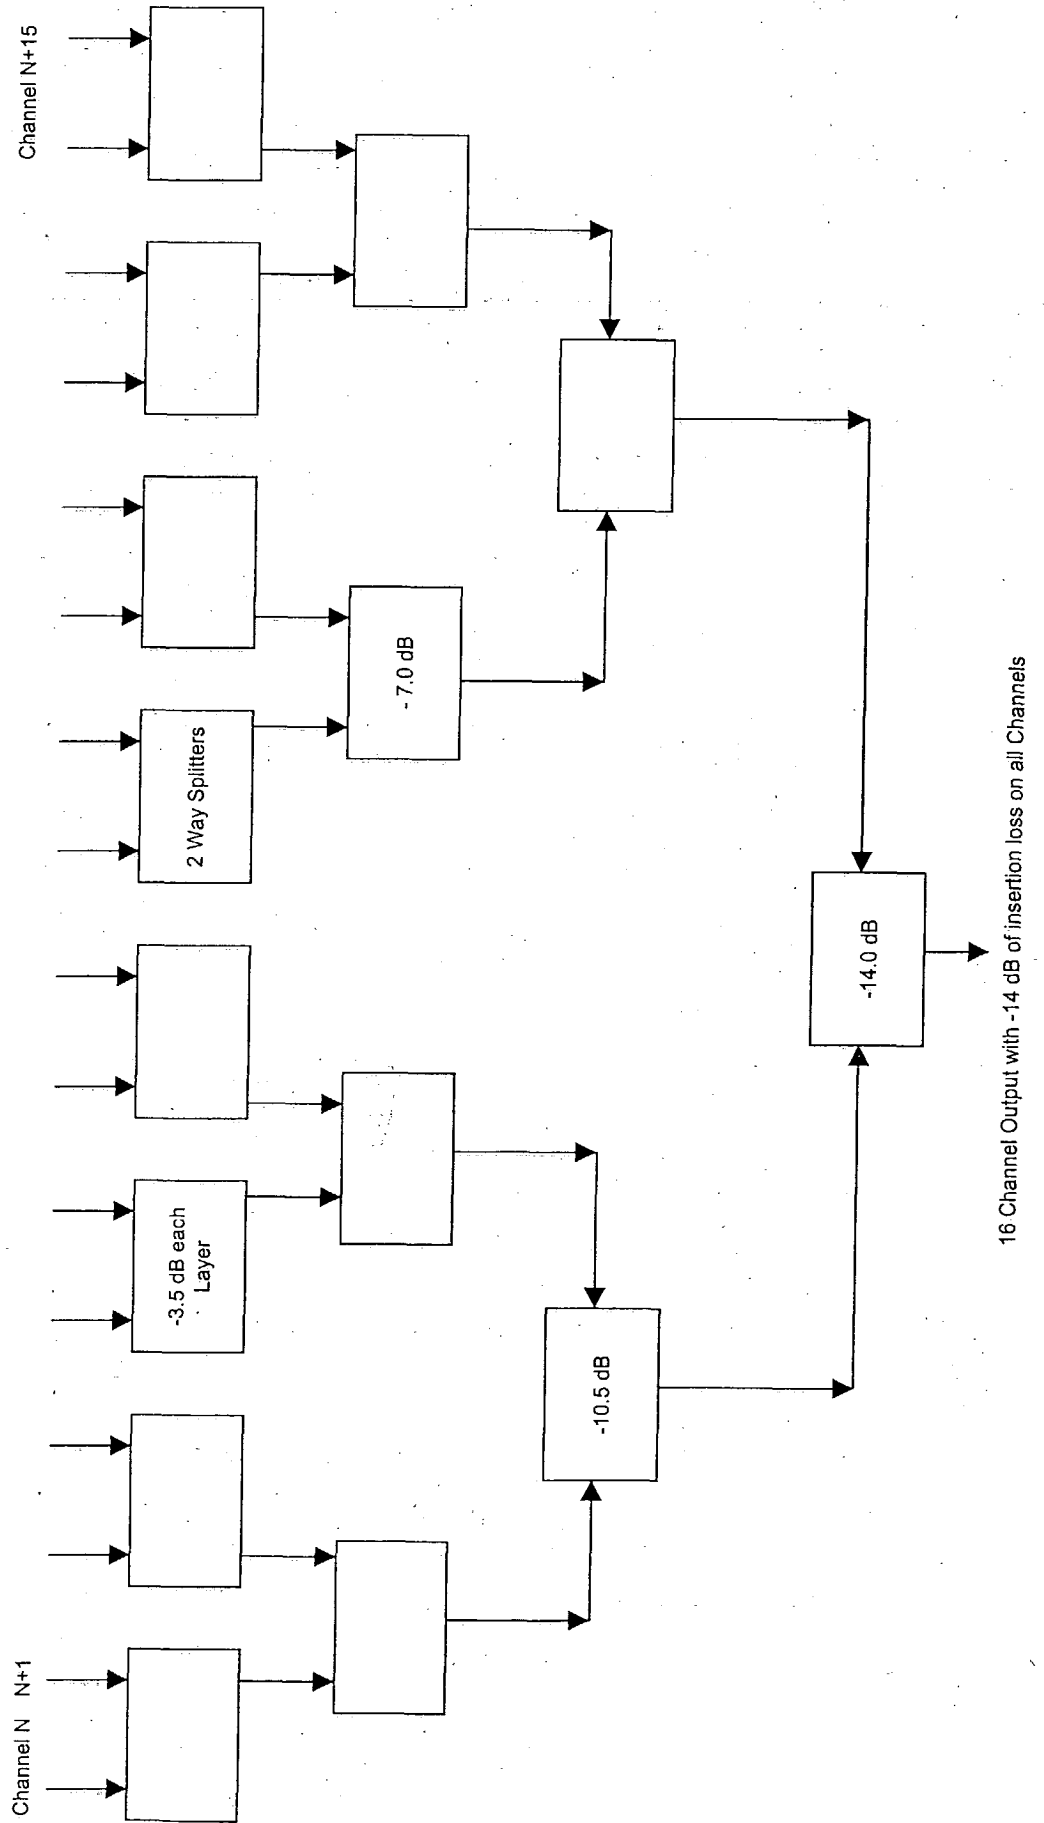 Channel N N+1
Channel N+15
-3.5 dB each
Layer
2 Way Splitters
- 7.0 dB
-10.5 dB
-14.0 dB
16 Channel Output with -14 dB of insertion loss on all Channels